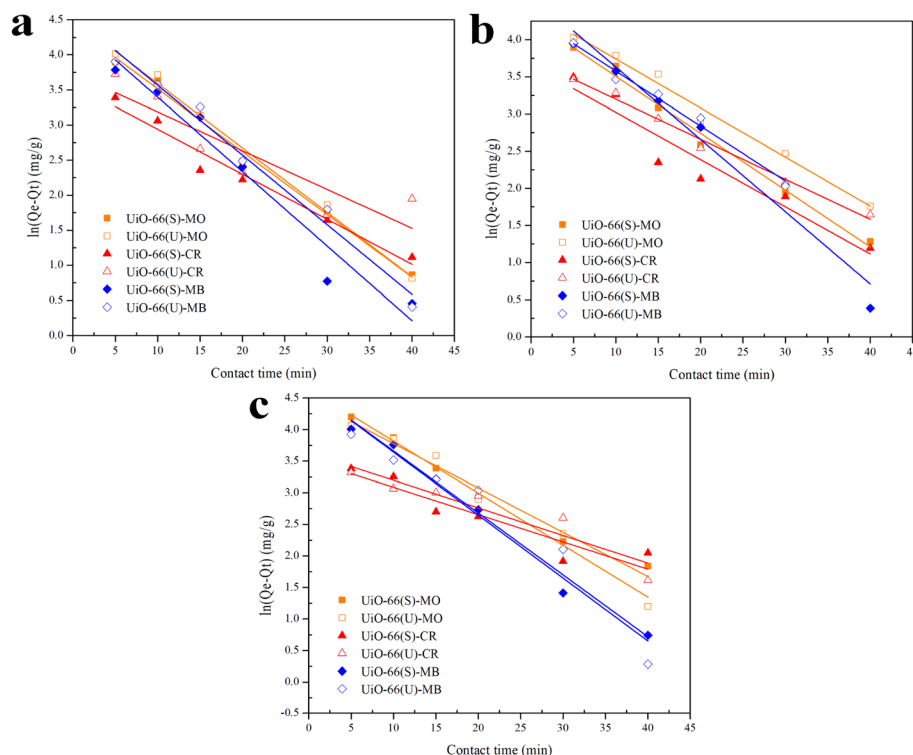 a
ln(Qe-Qt) (mg/g)
4.5
4.0
3.5
3.0
2.5
2.0
1.5
1.0
0.5
0.0
UiO-66(S)-MO
UiO-66(U)-MO
UiO-66(S)-CR
UiO-66(U)-CR
UiO-66(S)-MB
UiO-66(U)-MB
0 5 10 15 20 25 30 35 40 45
Contact time (min)
b
ln(Qe-Qt) (mg/g)
4.0
3.5
3.0
2.5
2.0
1.5
1.0
0.5
0.0
UiO-66(S)-MO
UiO-66(U)-MO
UiO-66(S)-CR
UiO-66(U)-CR
UiO-66(S)-MB
UiO-66(U)-MB
0 5 10 15 20 25 30 35 40
Contact time (min)
c
ln(Qe-Qt) (mg/g)
4.5
4.0
3.5
3.0
2.5
2.0
1.5
1.0
0.5
0.0
-0.5
UiO-66(S)-MO
UiO-66(U)-MO
UiO-66(S)-CR
UiO-66(U)-CR
UiO-66(S)-MB
UiO-66(U)-MB
0 5 10 15 20 25 30 35 40 45
Contact time (min)